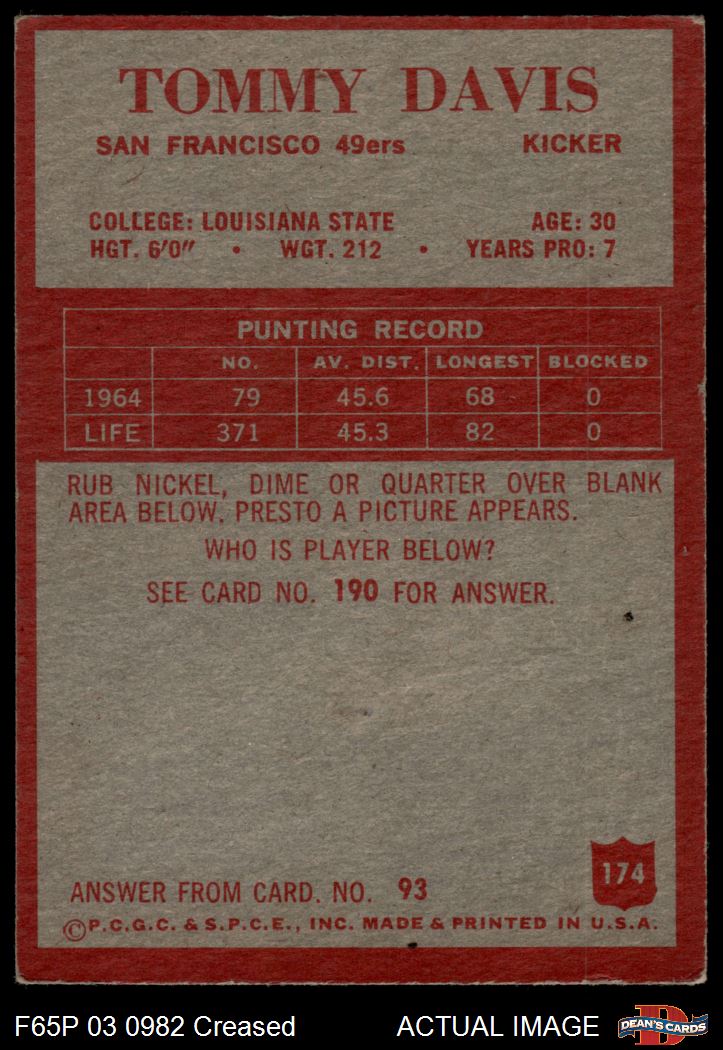 TOMMY DAVIS
SAN FRANCISCO 49ers KICKER
COLLEGE: LOUISIANA STATE AGE: 30
HGT. 6'0" • WGT. 212 • YEARS PRO: 7
PUNTING RECORD
NO. AV. DIST. LONGEST BLOCKED
1964 79 45.6 68 0
LIFE 371 45.3 82 0
RUB NICKEL, DIME OR QUARTER OVER BLANK
AREA BELOW. PRESTO A PICTURE APPEARS.
WHO IS PLAYER BELOW?
SEE CARD NO. 190 FOR ANSWER.
174
ANSWER FROM CARD. NO. 93
©P.C.G.C. & S.P.C.E., INC. MADE & PRINTED IN U.S.A.
F65P 03 0982 Creased ACTUAL IMAGE
D
DEAN'S CARDS